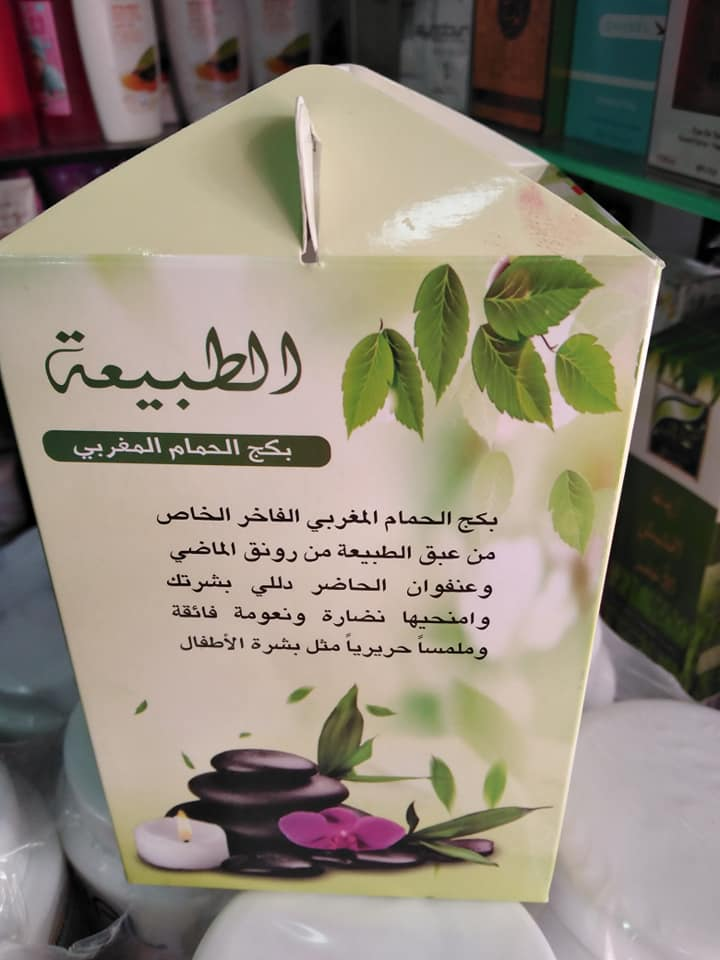 الطبيعة
بكج الحمام المغربي
بكج الحمام المغربي الفاخر الخاص
من عبق الطبيعة من رونق الماضي
وعنفوان الحاضر دللي بشرتك
وامنحيها نضارة ونعومة فائقة
وملمساً حريرياً مثل بشرة الأطفال